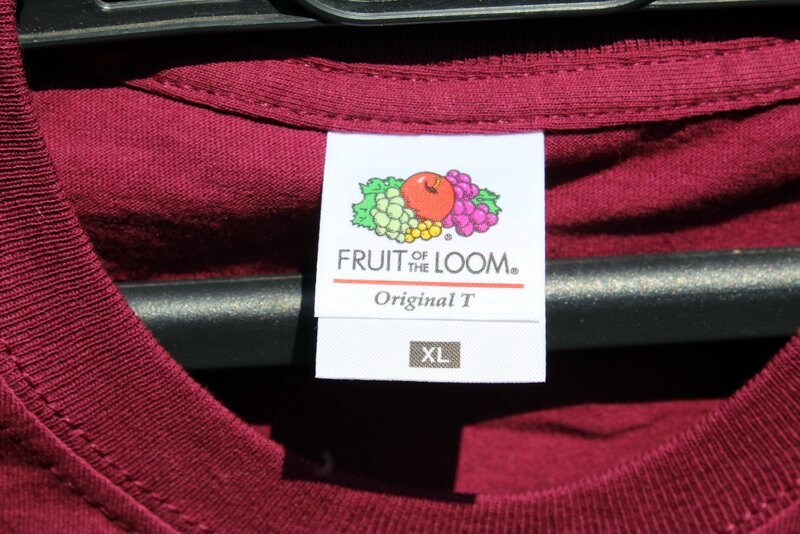 ®
FRUIT OF THE LOOM®
Original T
XL